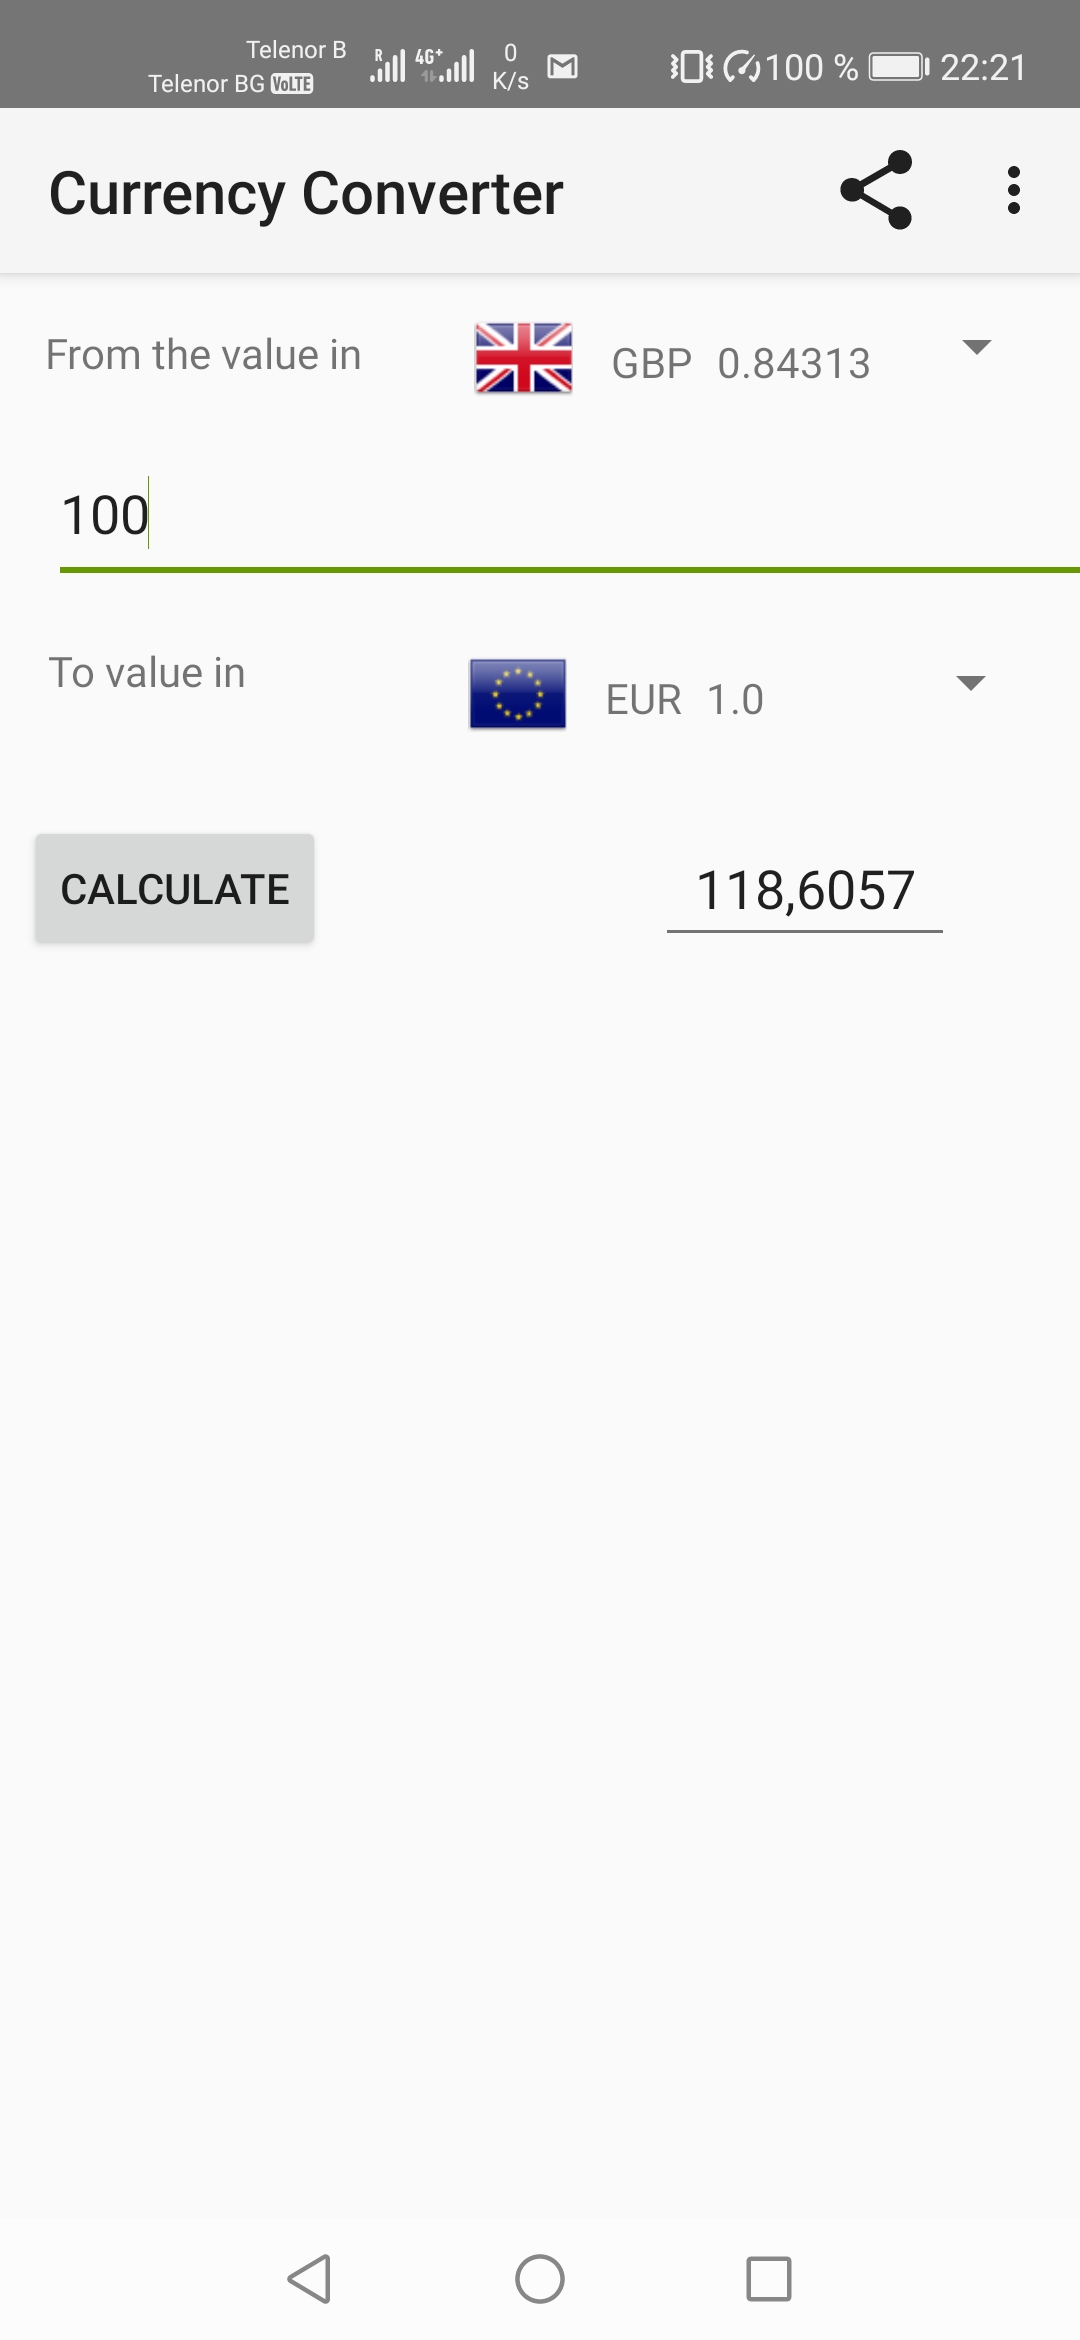 Telenor B
Telenor BG VoLTE
R 4G+ 0 K/s 100 % 22:21
Currency Converter
From the value in GBP 0.84313
100
To value in EUR 1.0
CALCULATE 118,6057